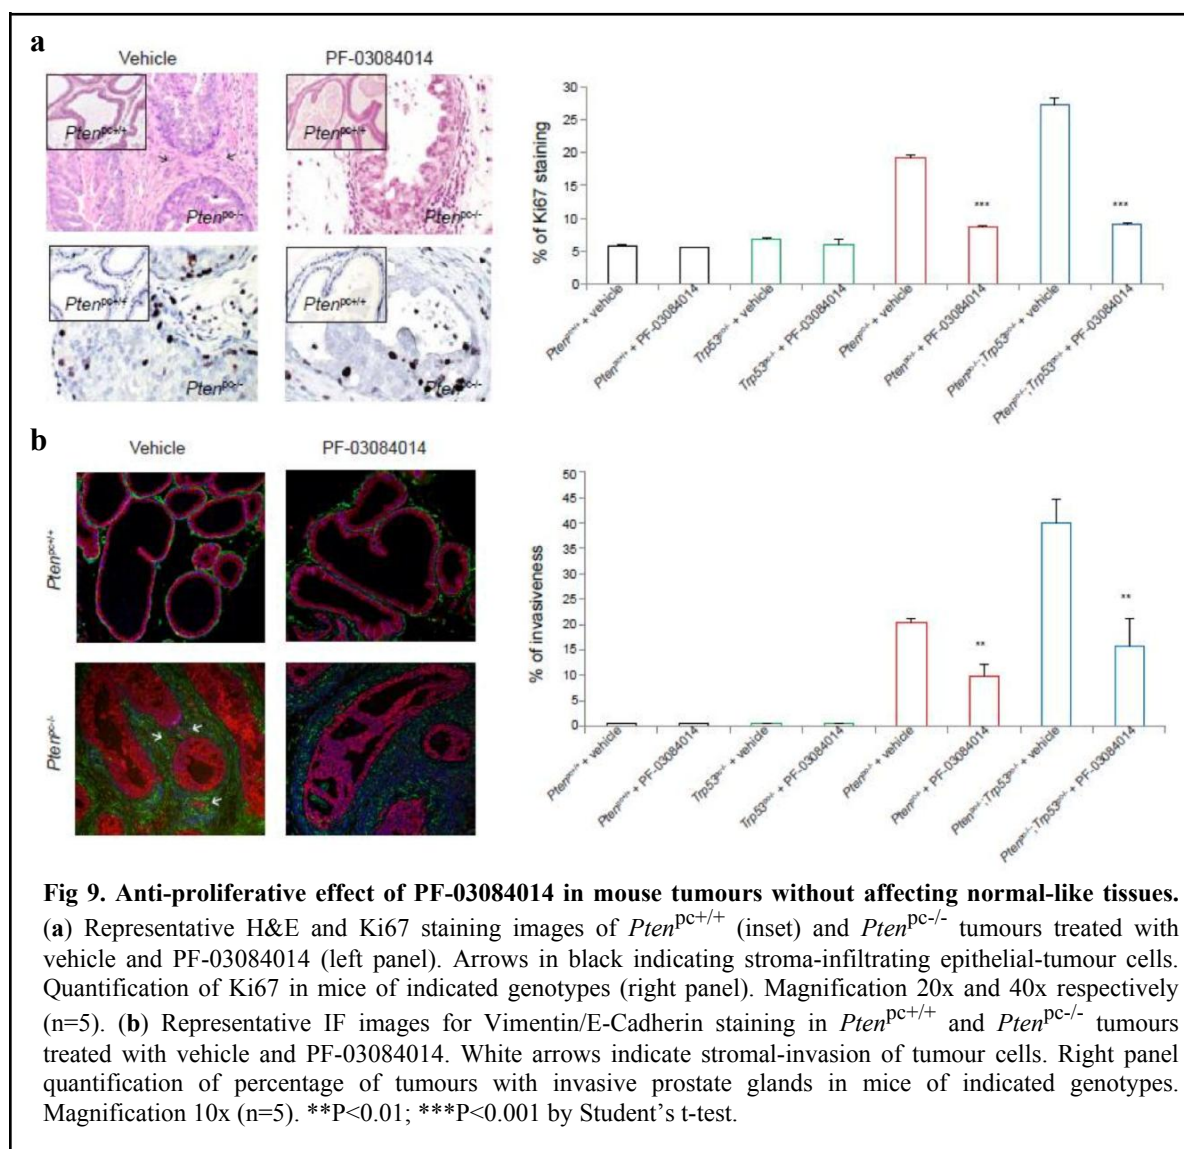 a
Vehicle
PF-03084014
Pten^pc+/+
Pten^pc+/+
Pten^pc-/-
Pten^pc-/-
Pten^pc+/+
Pten^pc+/+
Pten^pc-/-
Pten^pc-/-
% of Ki67 staining
30
25
20
15
10
5
0
***
***
Pten^pc+/+ + vehicle
Pten^pc+/+ + PF-03084014
Trp53^pc-/- + vehicle
Trp53^pc-/- + PF-03084014
Pten^pc-/- + vehicle
Pten^pc-/- + PF-03084014
Pten^pc-/-;Trp53^pc-/- + vehicle
Pten^pc-/-;Trp53^pc-/- + PF-03084014
b
Vehicle
PF-03084014
Pten^pc+/+
Pten^pc-/-
% of invasiveness
50
45
40
35
30
25
20
15
10
5
0
**
**
Pten^pc+/+ + vehicle
Pten^pc+/+ + PF-03084014
Trp53^pc-/- + vehicle
Trp53^pc-/- + PF-03084014
Pten^pc-/- + vehicle
Pten^pc-/- + PF-03084014
Pten^pc-/-;Trp53^pc-/- + vehicle
Pten^pc-/-;Trp53^pc-/- + PF-03084014
Fig 9. Anti-proliferative effect of PF-03084014 in mouse tumours without affecting normal-like tissues.
(a) Representative H&E and Ki67 staining images of Pten^pc+/+ (inset) and Pten^pc-/- tumours treated with
vehicle and PF-03084014 (left panel). Arrows in black indicating stroma-infiltrating epithelial-tumour cells.
Quantification of Ki67 in mice of indicated genotypes (right panel). Magnification 20x and 40x respectively
(n=5). (b) Representative IF images for Vimentin/E-Cadherin staining in Pten^pc+/+ and Pten^pc-/- tumours
treated with vehicle and PF-03084014. White arrows indicate stromal-invasion of tumour cells. Right panel
quantification of percentage of tumours with invasive prostate glands in mice of indicated genotypes.
Magnification 10x (n=5). **P<0.01; ***P<0.001 by Student’s t-test.